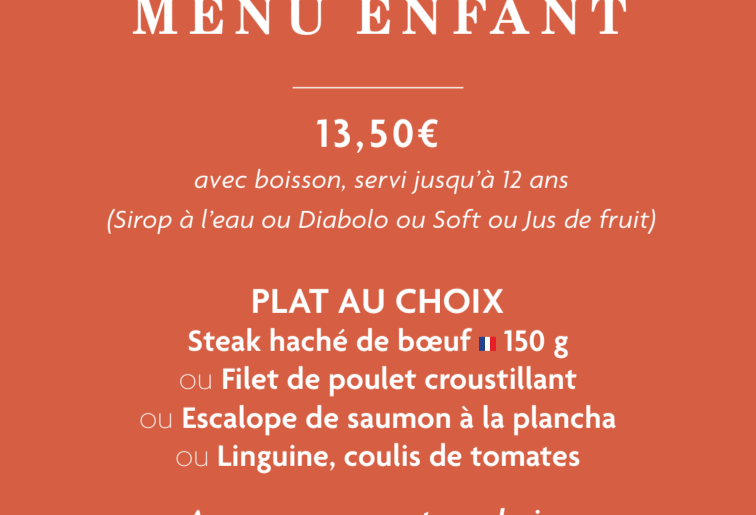 MENU ENFANT
13,50€
avec boisson, servi jusqu’à 12 ans
(Sirop à l’eau ou Diabolo ou Soft ou Jus de fruit)
PLAT AU CHOIX
Steak haché de bœuf 150 g
ou Filet de poulet croustillant
ou Escalope de saumon à la plancha
ou Linguine, coulis de tomates